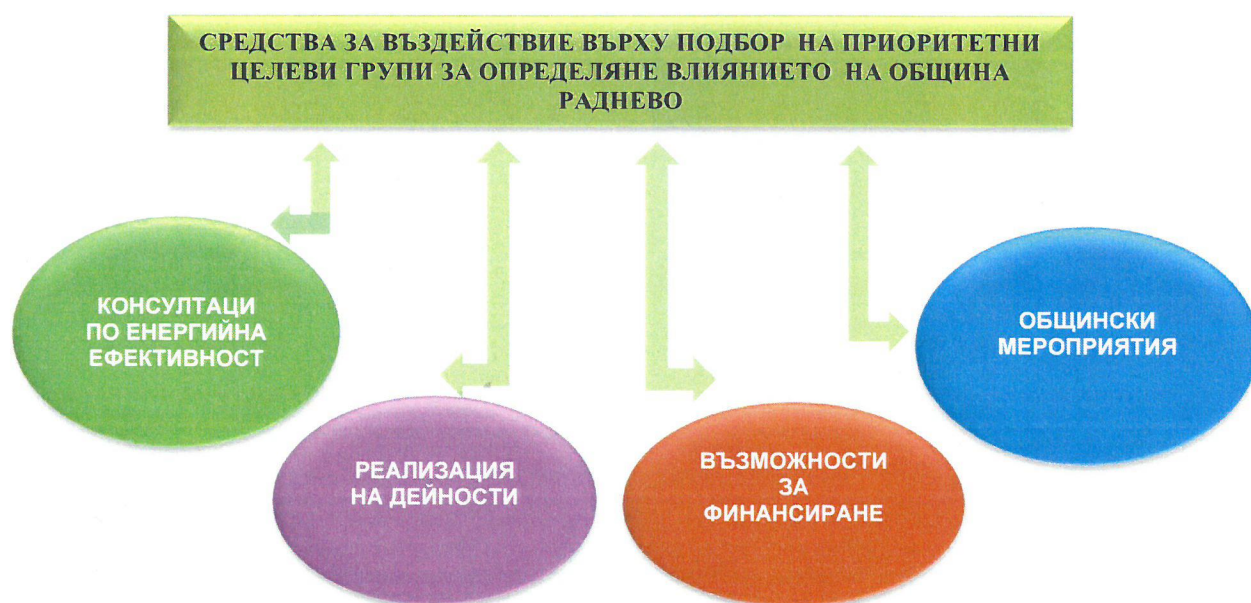 СРЕДСТВА ЗА ВЪЗДЕЙСТВИЕ ВЪРХУ ПОДБОР НА ПРИОРИТЕТНИ
ЦЕЛЕВИ ГРУПИ ЗА ОПРЕДЕЛЯНЕ ВЛИЯНИЕТО НА ОБЩИНА
РАДНЕВО
КОНСУЛТАЦИ
ПО ЕНЕРГИЙНА
ЕФЕКТИВНОСТ
РЕАЛИЗАЦИЯ
НА ДЕЙНОСТИ
ВЪЗМОЖНОСТИ
ЗА
ФИНАНСИРАНЕ
ОБЩИНСКИ
МЕРОПРИЯТИЯ